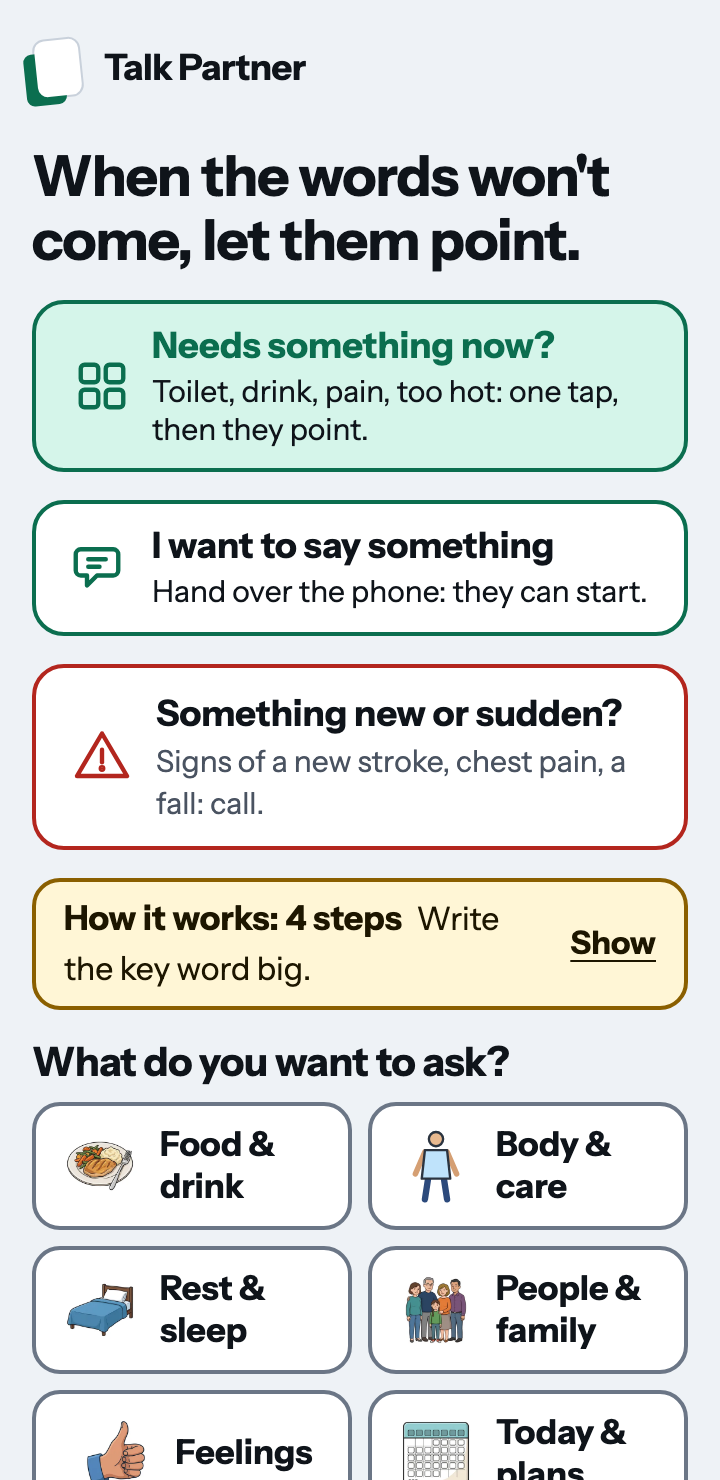 Talk Partner
When the words won't
come, let them point.
Needs something now?
Toilet, drink, pain, too hot: one tap,
then they point.
I want to say something
Hand over the phone: they can start.
Something new or sudden?
Signs of a new stroke, chest pain, a
fall: call.
How it works: 4 steps Write
the key word big.
Show
What do you want to ask?
Food &
drink
Body &
care
Rest &
sleep
People &
family
Feelings
Today &
plans